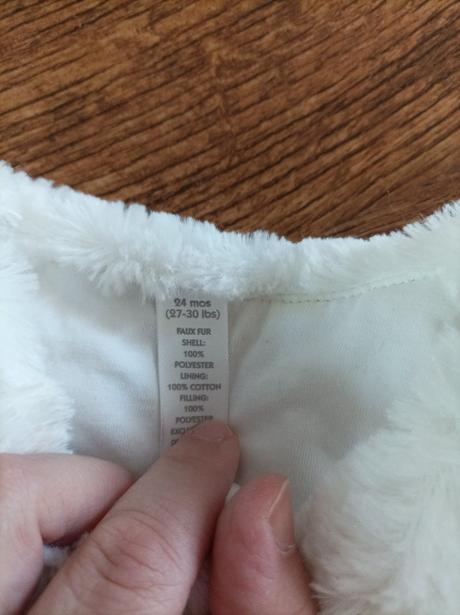 24 mos
(27-30 lbs)
FAUX FUR
SHELL:
100%
POLYESTER
LINING:
100% COTTON
FILLING:
100%
POLYESTER